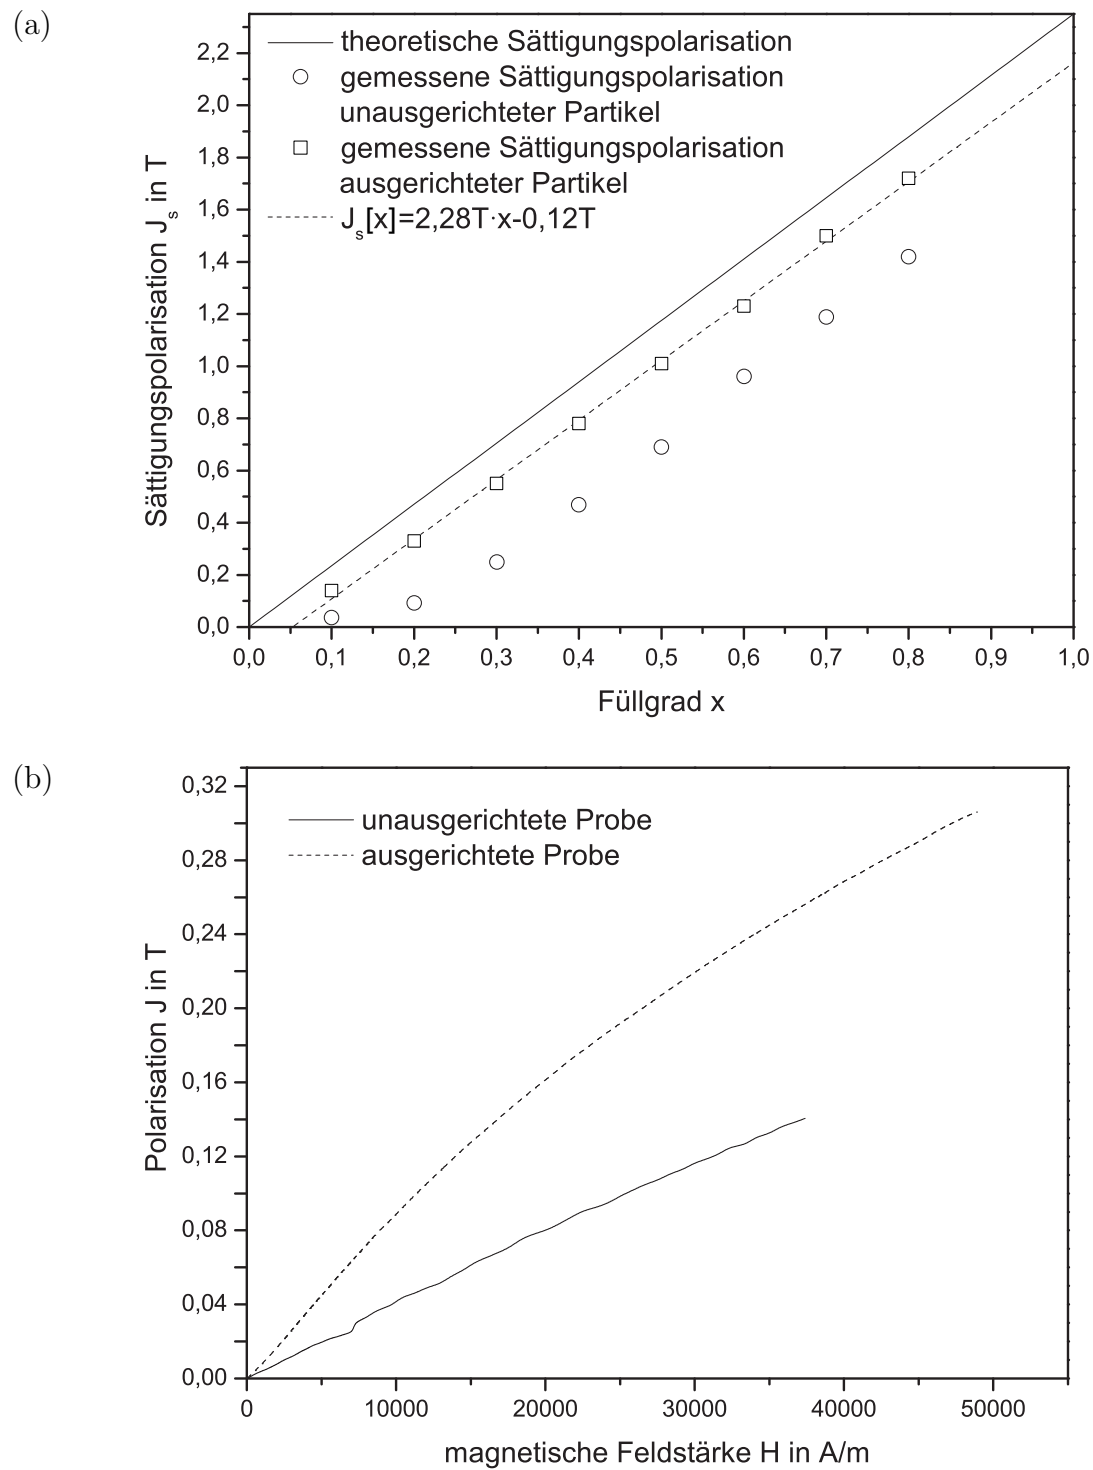 (a)
theoretische Sättigungspolarisation
gemessene Sättigungspolarisation
unausgerichteter Partikel
gemessene Sättigungspolarisation
ausgerichteter Partikel
J_s[x]=2,28T·x-0,12T
Sättigungspolarisation J_s in T
2,2
2,0
1,8
1,6
1,4
1,2
1,0
0,8
0,6
0,4
0,2
0,0
0,0 0,1 0,2 0,3 0,4 0,5 0,6 0,7 0,8 0,9 1,0
Füllgrad x
(b)
unausgerichtete Probe
ausgerichtete Probe
Polarisation J in T
0,32
0,28
0,24
0,20
0,16
0,12
0,08
0,04
0,00
0 10000 20000 30000 40000 50000
magnetische Feldstärke H in A/m